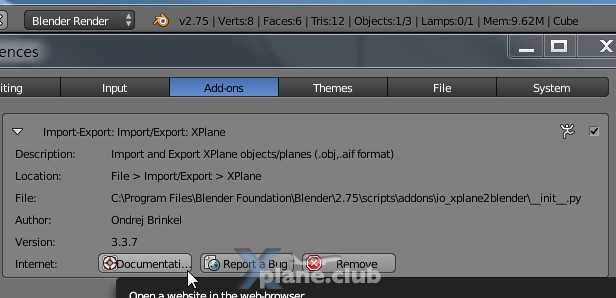 Blender Render v2.75 | Verts:8 | Faces:6 | Tris:12 | Objects:1/3 | Lamps:0/1 | Mem:9.62M | Cube
ences
iting Input Add-ons Themes File System
Import-Export: Import/Export: XPlane
Description: Import and Export XPlane objects/planes (.obj,.aif format)
Location: File > Import/Export > XPlane
File: C:\Program Files\Blender Foundation\Blender\2.75\scripts\addons\io_xplane2blender\__init__.py
Author: Ondrej Brinkel
Version: 3.3.7
Internet: Documentati... Report a Bug Remove
Xplane.club
Open a website in the web-browser